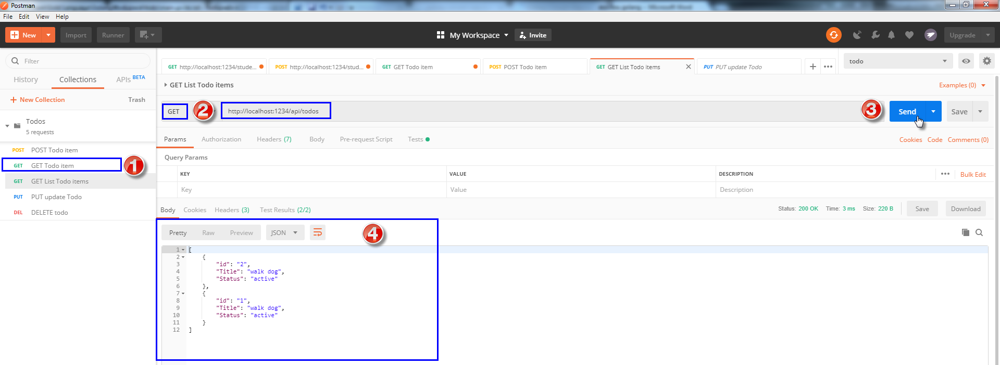 Postman
File Edit View Help
New Import Runner My Workspace Invite Upgrade
Filter
History Collections APIs BETA
New Collection Trash
Todos
5 requests
POST POST Todo item
GET GET Todo item
1
GET GET List Todo items
PUT PUT update Todo
DEL DELETE todo
GET http://localhost:1234/stude... POST http://localhost:1234/stud... GET GET Todo item POST POST Todo item GET GET List Todo items PUT PUT update Todo
todo
GET List Todo items Examples (0)
GET 2 http://localhost:1234/api/todos 3 Send Save
Params Authorization Headers (7) Body Pre-request Script Tests Cookies Code Comments (0)
Query Params
KEY VALUE DESCRIPTION Bulk Edit
Key Value Description
Body Cookies Headers (3) Test Results (2/2) Status: 200 OK Time: 3 ms Size: 220 B Save Download
Pretty Raw Preview JSON 4
1 [
2 {
3 "id": "2",
4 "Title": "walk dog",
5 "Status": "active"
6 },
7 {
8 "id": "1",
9 "Title": "walk dog",
10 "Status": "active"
11 }
12 ]